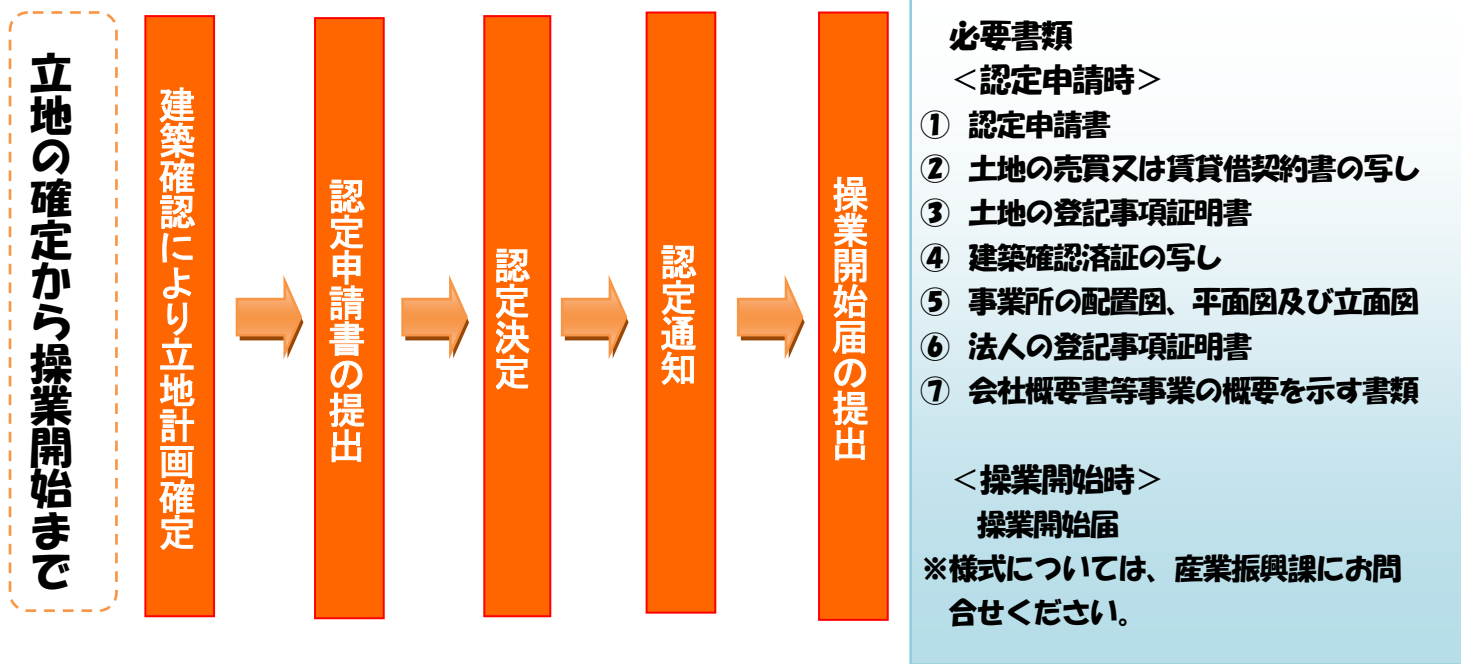 立地の確定から操業開始まで
建築確認により立地計画確定
認定申請書の提出
認定決定
認定通知
操業開始届の提出
必要書類
＜認定申請時＞
① 認定申請書
② 土地の売買又は賃貸借契約書の写し
③ 土地の登記事項証明書
④ 建築確認済証の写し
⑤ 事業所の配置図、平面図及び立面図
⑥ 法人の登記事項証明書
⑦ 会社概要書等事業の概要を示す書類
＜操業開始時＞
操業開始届
※様式については、産業振興課にお問
合せください。